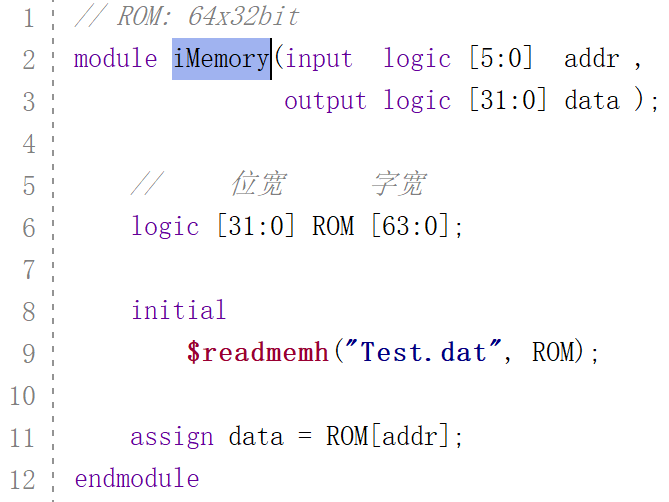 1 // ROM: 64x32bit
2 module iMemory(input  logic [5:0]  addr ,
3                output logic [31:0] data );
4
5     //     位宽      字宽
6     logic [31:0] ROM [63:0];
7
8     initial
9         $readmemh("Test.dat", ROM);
10
11     assign data = ROM[addr];
12 endmodule